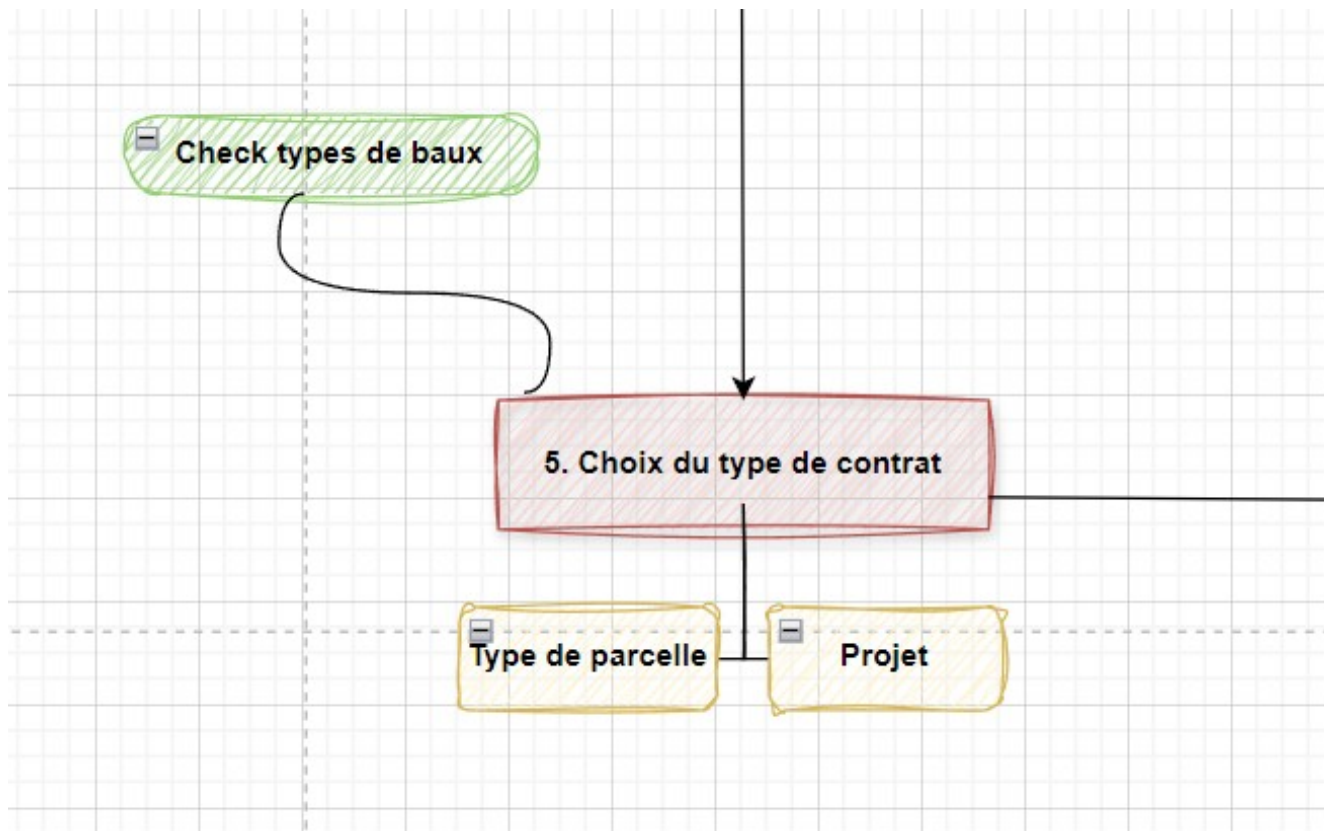 Check types de baux
5. Choix du type de contrat
Type de parcelle
Projet